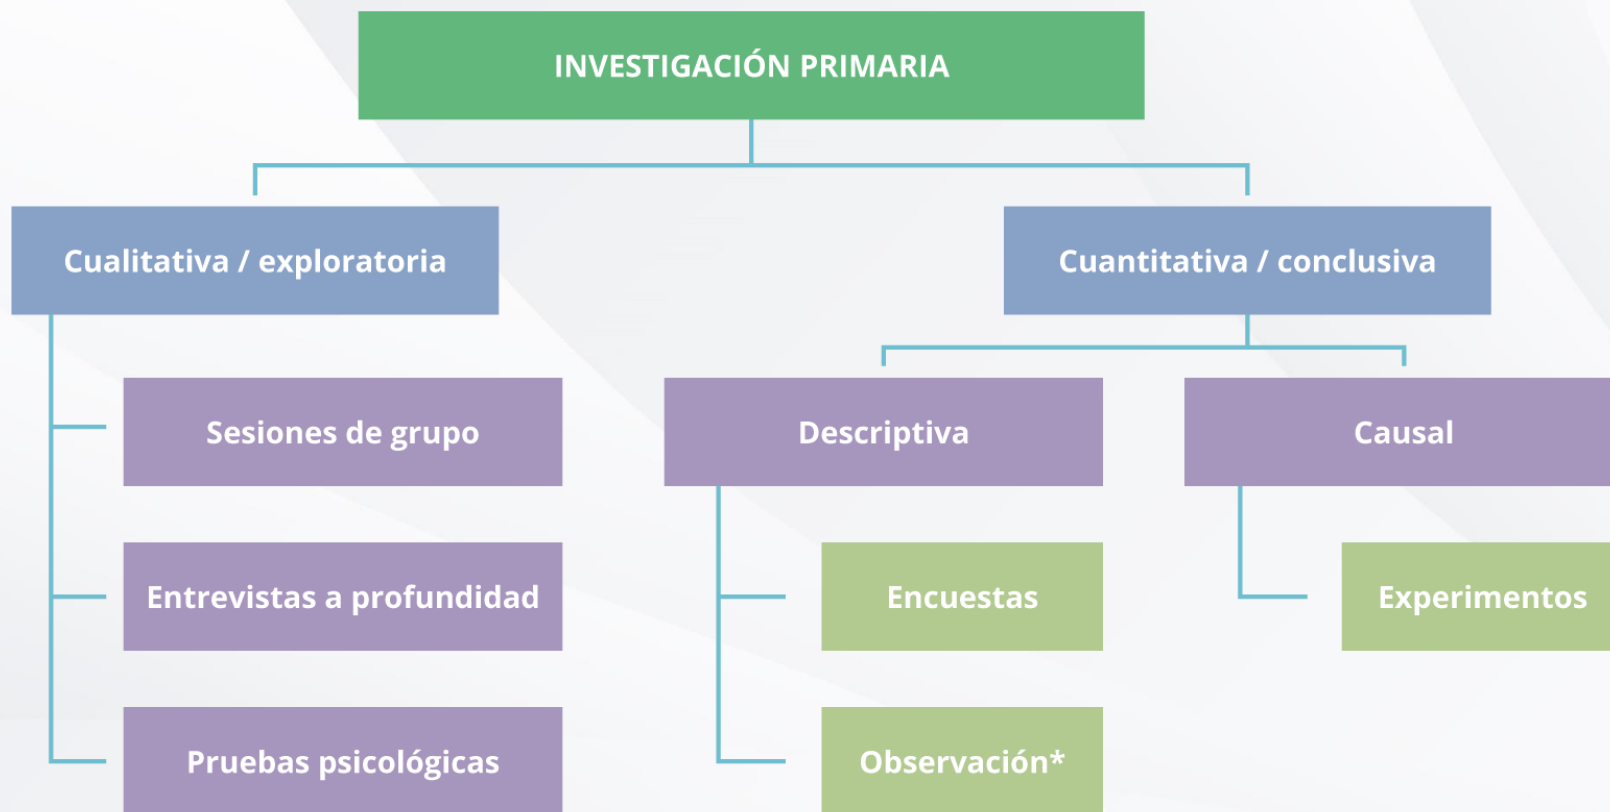 INVESTIGACIÓN PRIMARIA
Cualitativa / exploratoria
Cuantitativa / conclusiva
Sesiones de grupo
Descriptiva
Causal
Entrevistas a profundidad
Encuestas
Experimentos
Pruebas psicológicas
Observación*